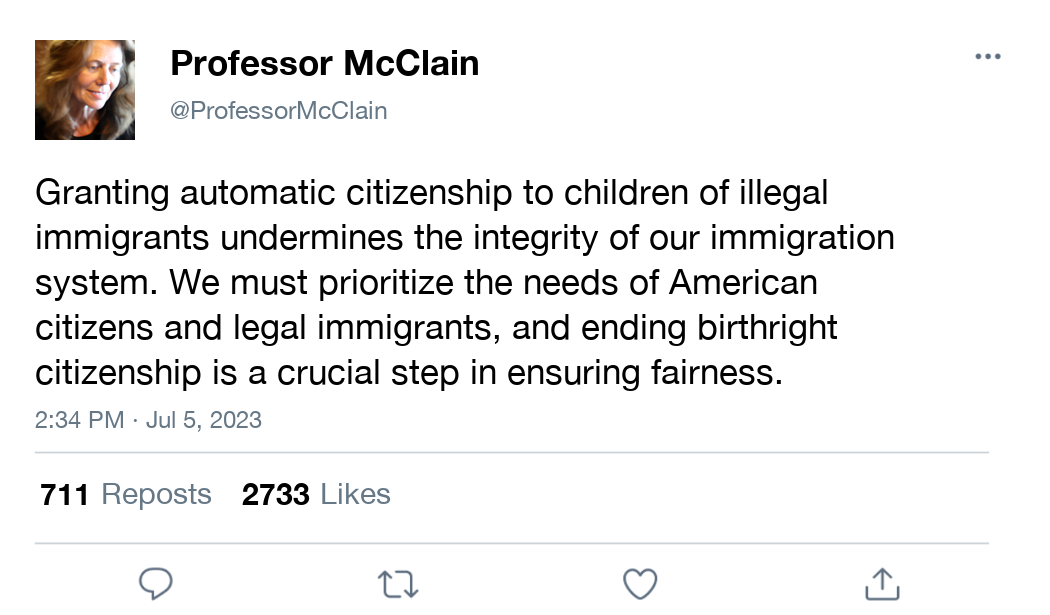 Professor McClain
@ProfessorMcClain
Granting automatic citizenship to children of illegal
immigrants undermines the integrity of our immigration
system. We must prioritize the needs of American
citizens and legal immigrants, and ending birthright
citizenship is a crucial step in ensuring fairness.
2:34 PM · Jul 5, 2023
711 Reposts 2733 Likes